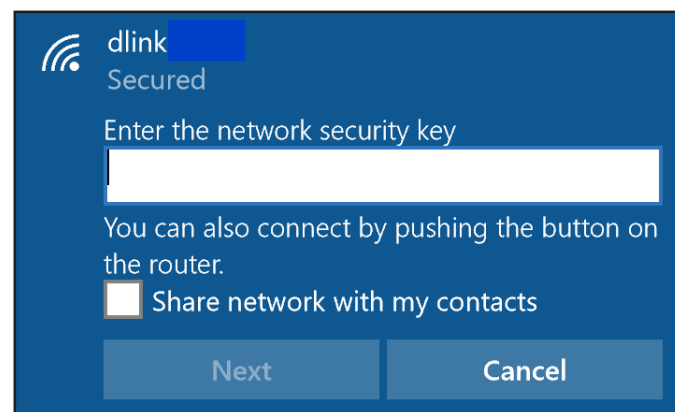 dlink
Secured
Enter the network security key
You can also connect by pushing the button on
the router.
Share network with my contacts
Next
Cancel